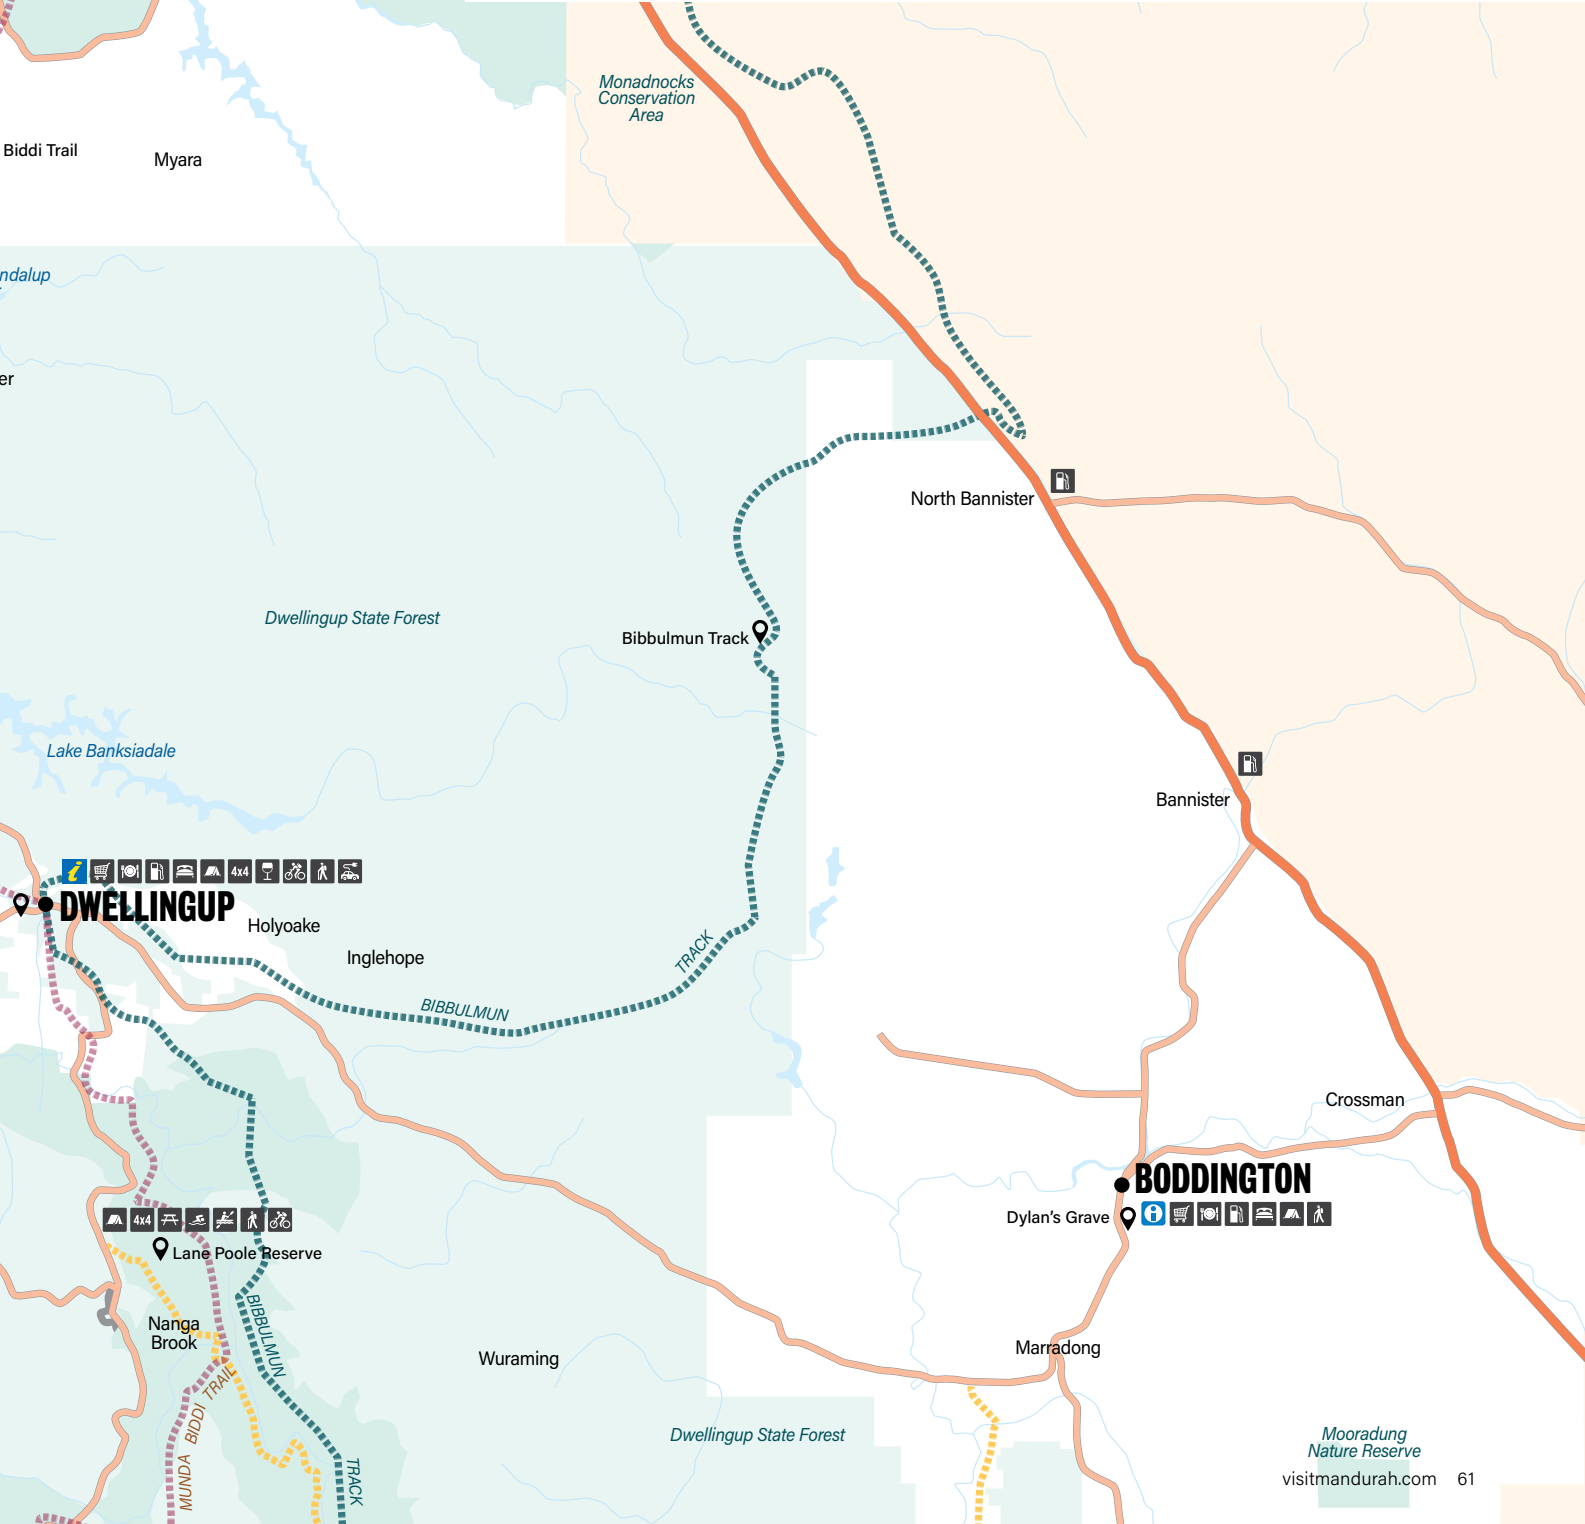 Monadnocks
Conservation
Area
Biddi Trail
Myara
ndalup
er
North Bannister
Dwellingup State Forest
Bibbulmun Track
Lake Banksiadale
Bannister
4x4
DWELLINGUP
Holyoake
Inglehope
TRACK
BIBBULMUN
Crossman
BODDINGTON
Dylan's Grave
4x4
Lane Poole Reserve
BIBBULMUN
Nanga
Brook
Wuraming
Marradong
MUNDA BIDDI TRAIL
Dwellingup State Forest
TRACK
Mooradung
Nature Reserve
visitmandurah.com 61